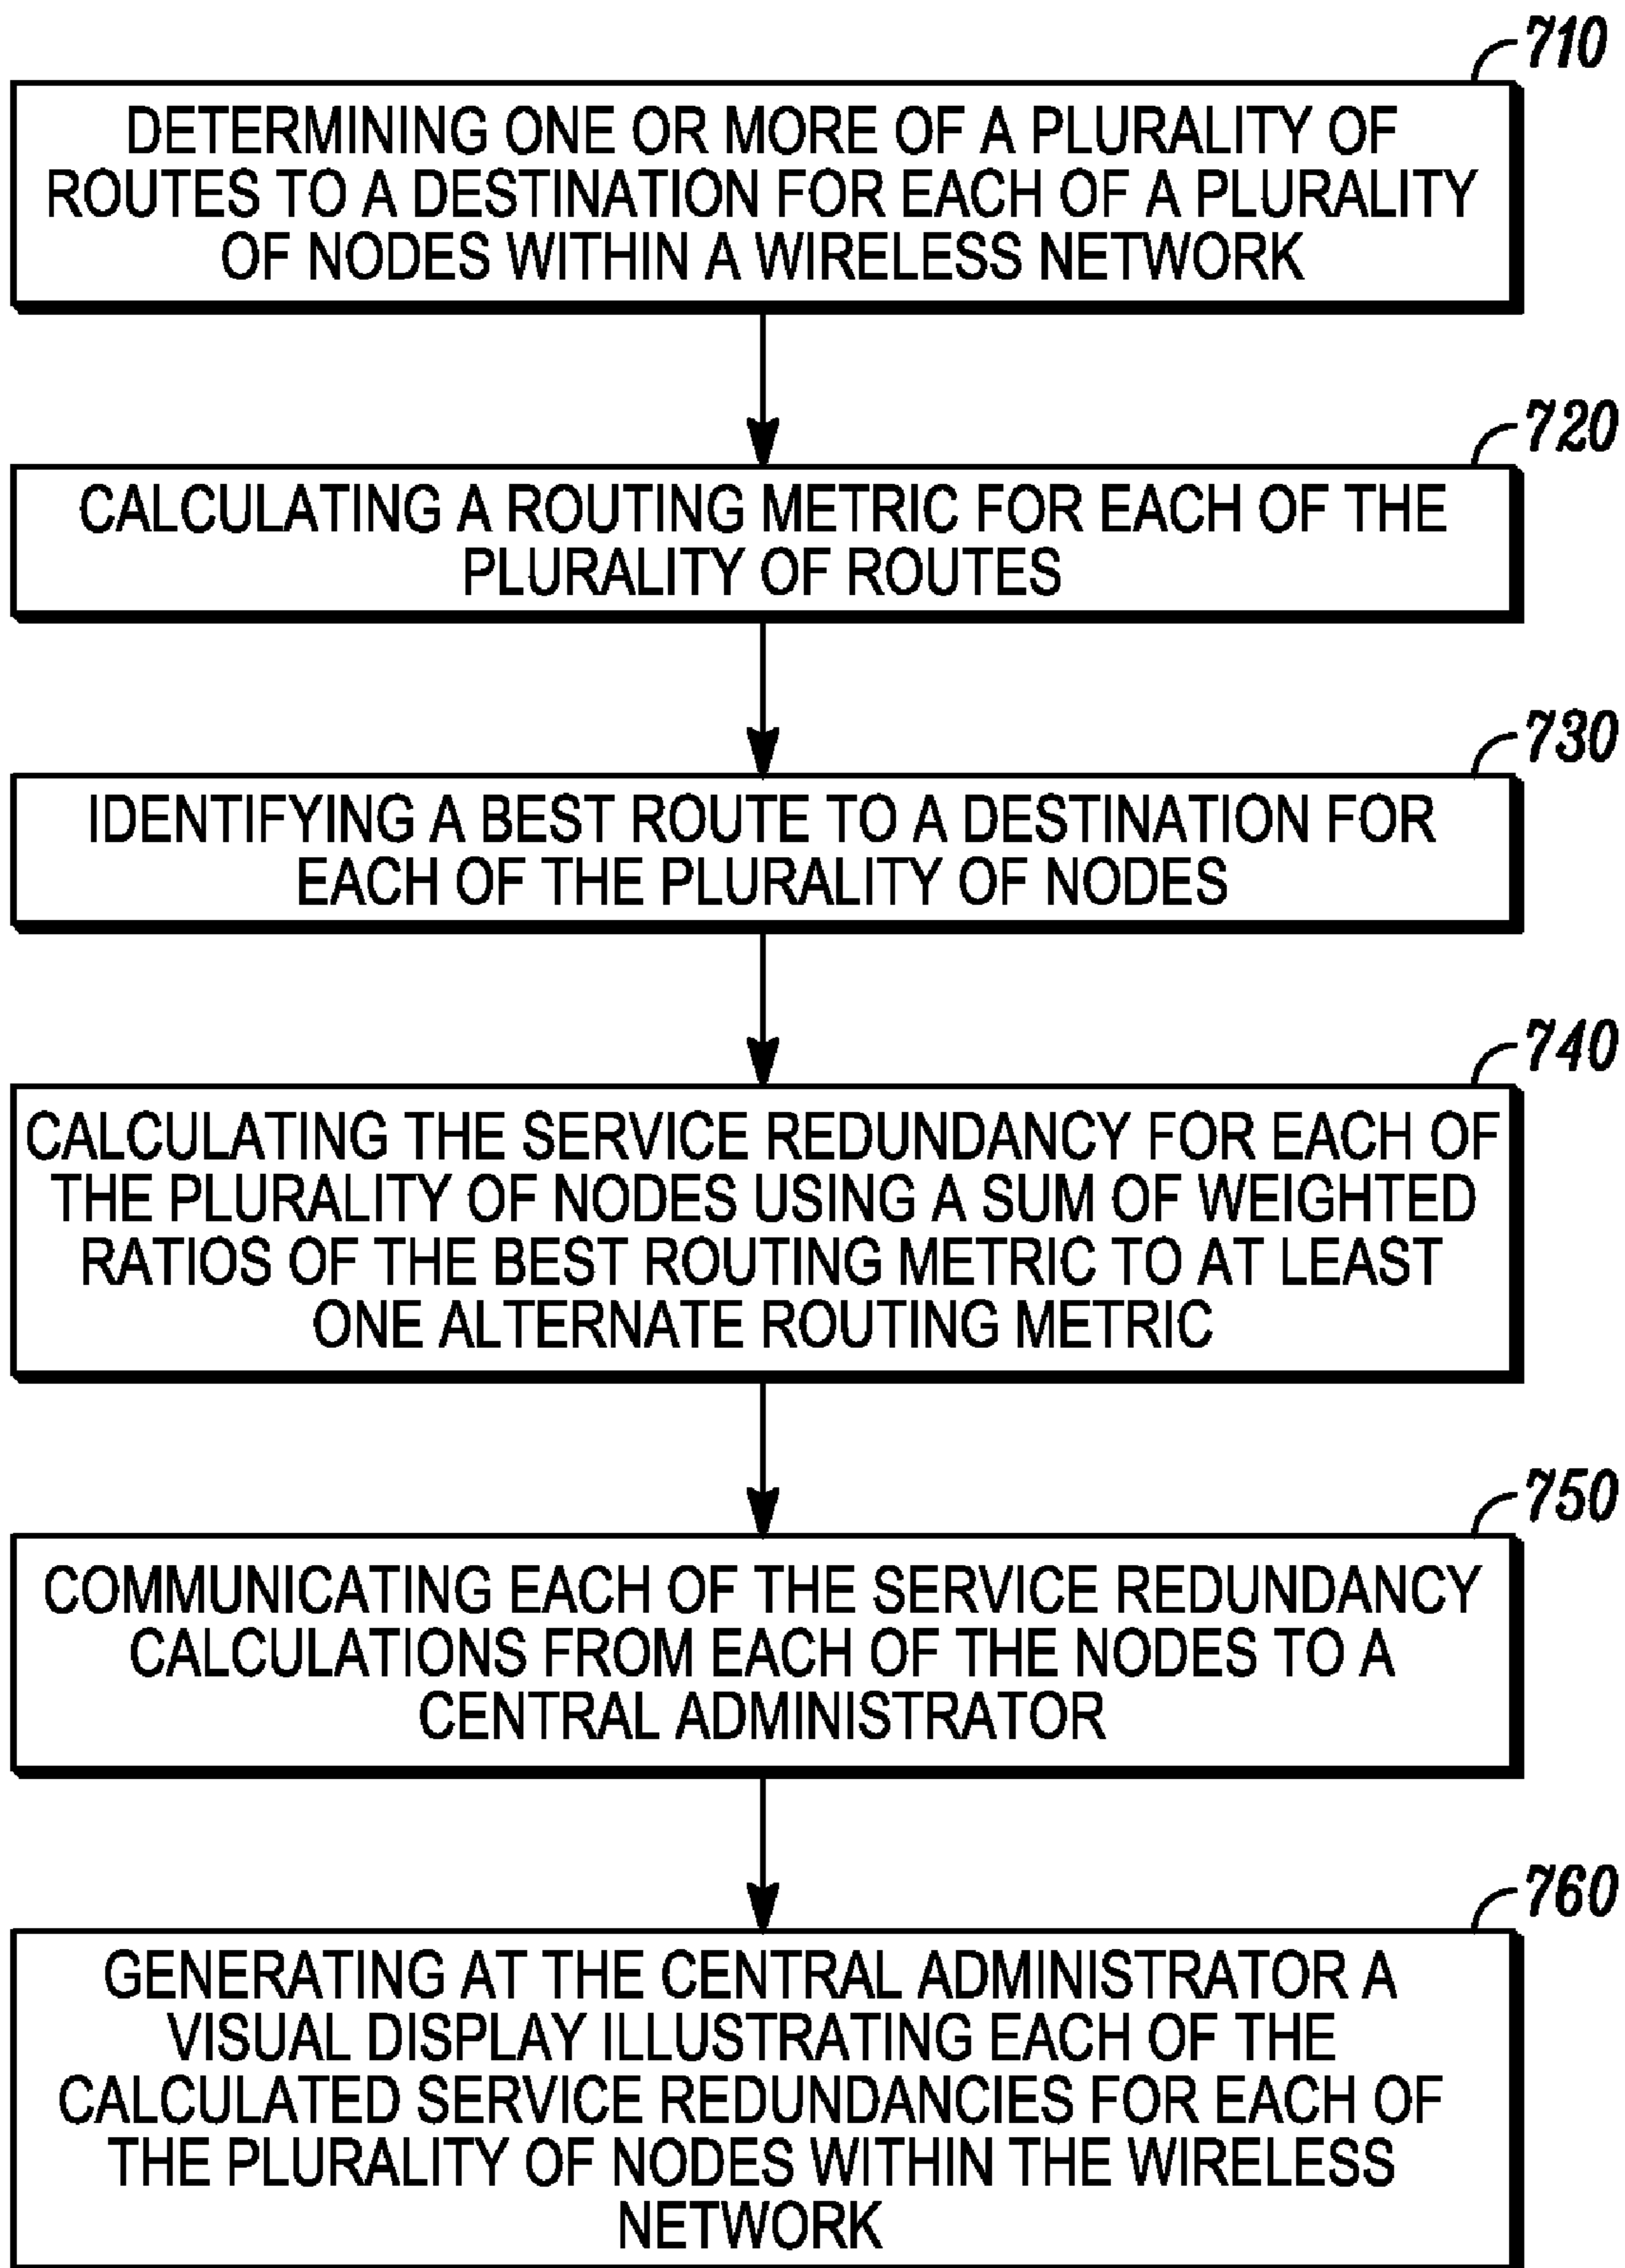 710
DETERMINING ONE OR MORE OF A PLURALITY OF
ROUTES TO A DESTINATION FOR EACH OF A PLURALITY
OF NODES WITHIN A WIRELESS NETWORK
720
CALCULATING A ROUTING METRIC FOR EACH OF THE
PLURALITY OF ROUTES
730
IDENTIFYING A BEST ROUTE TO A DESTINATION FOR
EACH OF THE PLURALITY OF NODES
740
CALCULATING THE SERVICE REDUNDANCY FOR EACH OF
THE PLURALITY OF NODES USING A SUM OF WEIGHTED
RATIOS OF THE BEST ROUTING METRIC TO AT LEAST
ONE ALTERNATE ROUTING METRIC
750
COMMUNICATING EACH OF THE SERVICE REDUNDANCY
CALCULATIONS FROM EACH OF THE NODES TO A
CENTRAL ADMINISTRATOR
760
GENERATING AT THE CENTRAL ADMINISTRATOR A
VISUAL DISPLAY ILLUSTRATING EACH OF THE
CALCULATED SERVICE REDUNDANCIES FOR EACH OF
THE PLURALITY OF NODES WITHIN THE WIRELESS
NETWORK